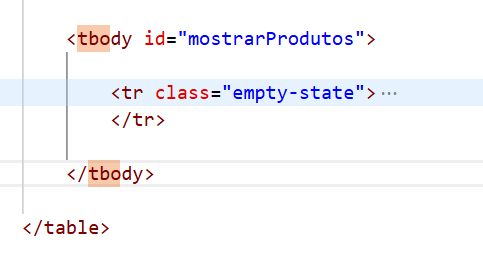 <tbody id="mostrarProdutos">
<tr class="empty-state">···
</tr>
</tbody>
</table>